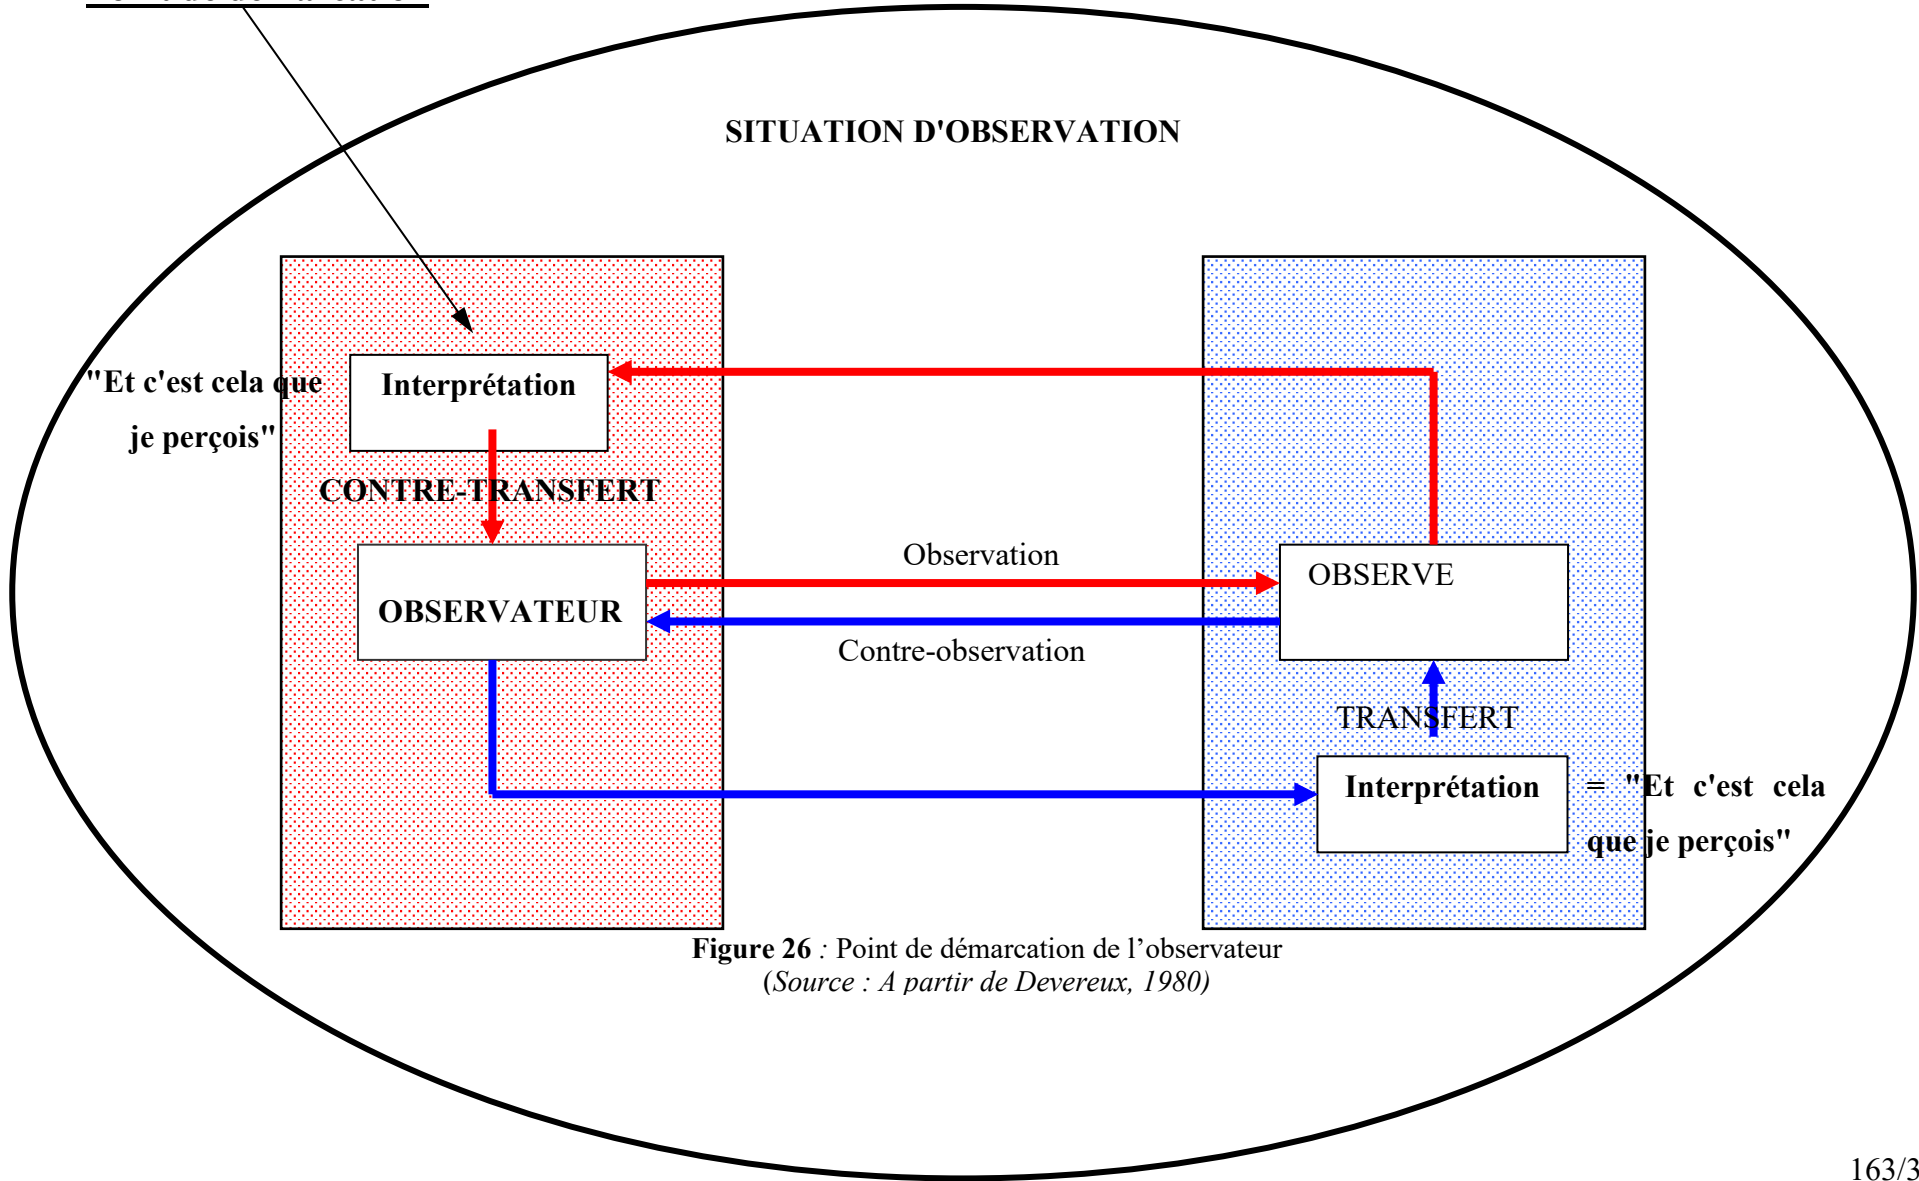 SITUATION D'OBSERVATION
"Et c'est cela que
je perçois"
Interprétation
CONTRE-TRANSFERT
OBSERVATEUR
Observation
Contre-observation
OBSERVE
TRANSFERT
Interprétation
= "Et c'est cela
que je perçois"
Figure 26 : Point de démarcation de l’observateur
(Source : A partir de Devereux, 1980)
163/3